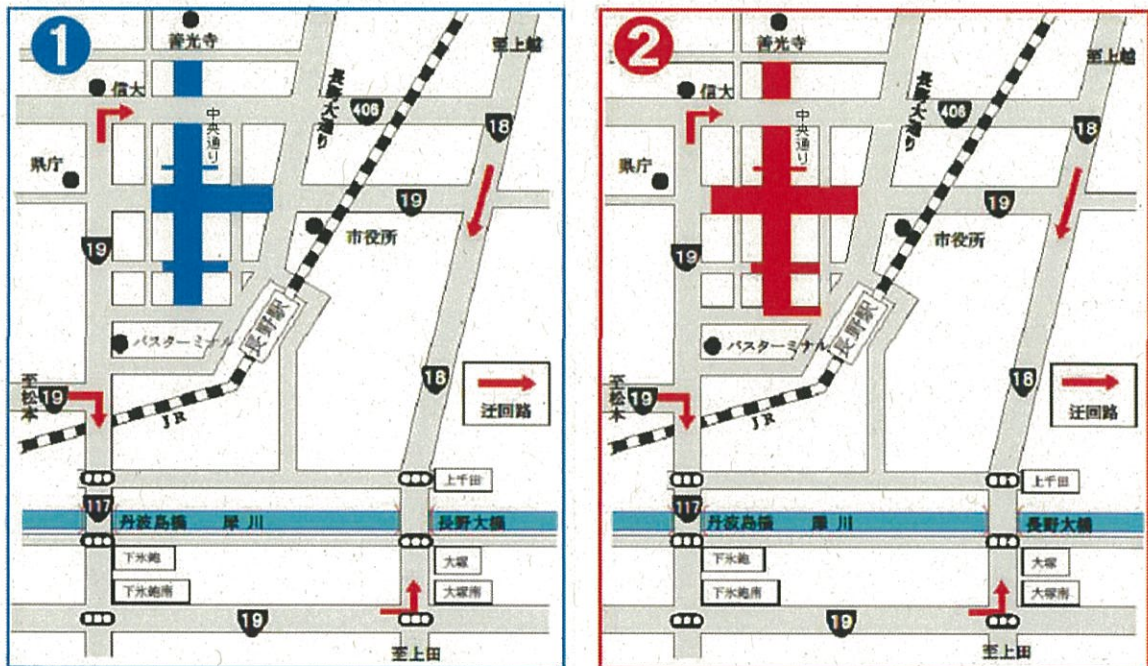 1
善光寺
至上越
信大
中央通り
長野大通り
406
18
県庁
19
市役所
19
長野駅
バスターミナル
18
至松本
19
JR
迂回路
上千田
117
丹波島橋
犀川
長野大橋
下氷鉋
大塚
下氷鉋南
大塚南
19
至上田
2
善光寺
至上越
信大
中央通り
長野大通り
406
18
県庁
19
市役所
19
長野駅
バスターミナル
18
至松本
19
JR
迂回路
上千田
117
丹波島橋
犀川
長野大橋
下氷鉋
大塚
下氷鉋南
大塚南
19
至上田